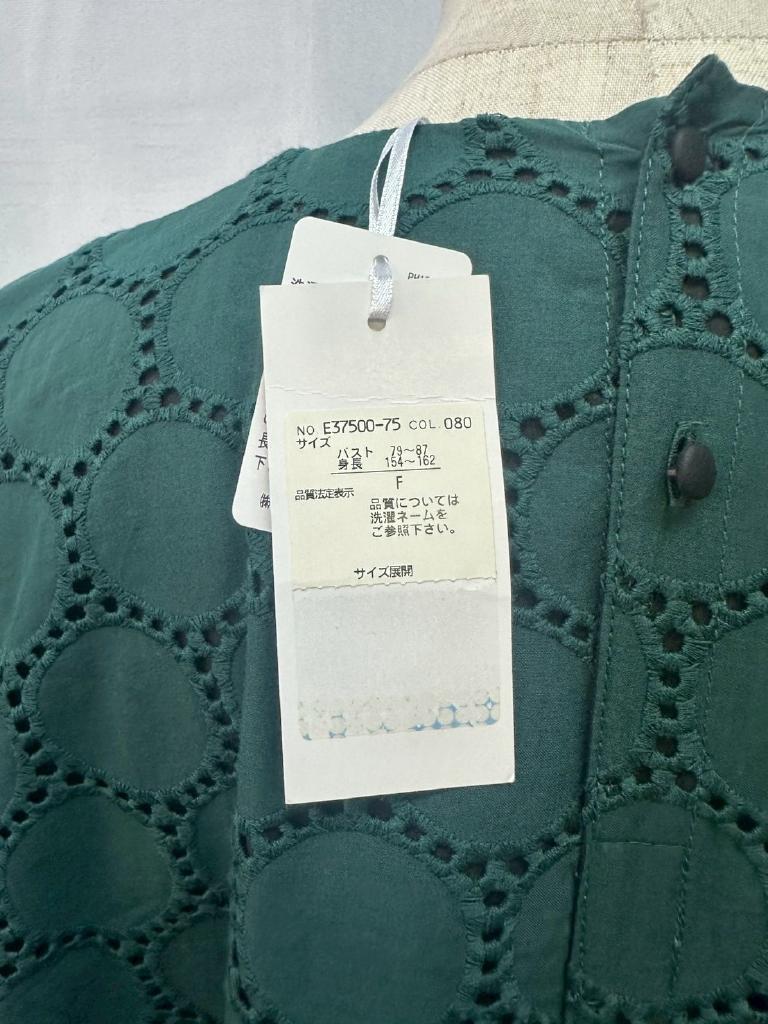 NO. E37500-75 COL. 080
サイズ
バスト 79～87
身長 154～162
F
品質法定表示
品質については
洗濯ネームを
ご参照下さい。
サイズ展開